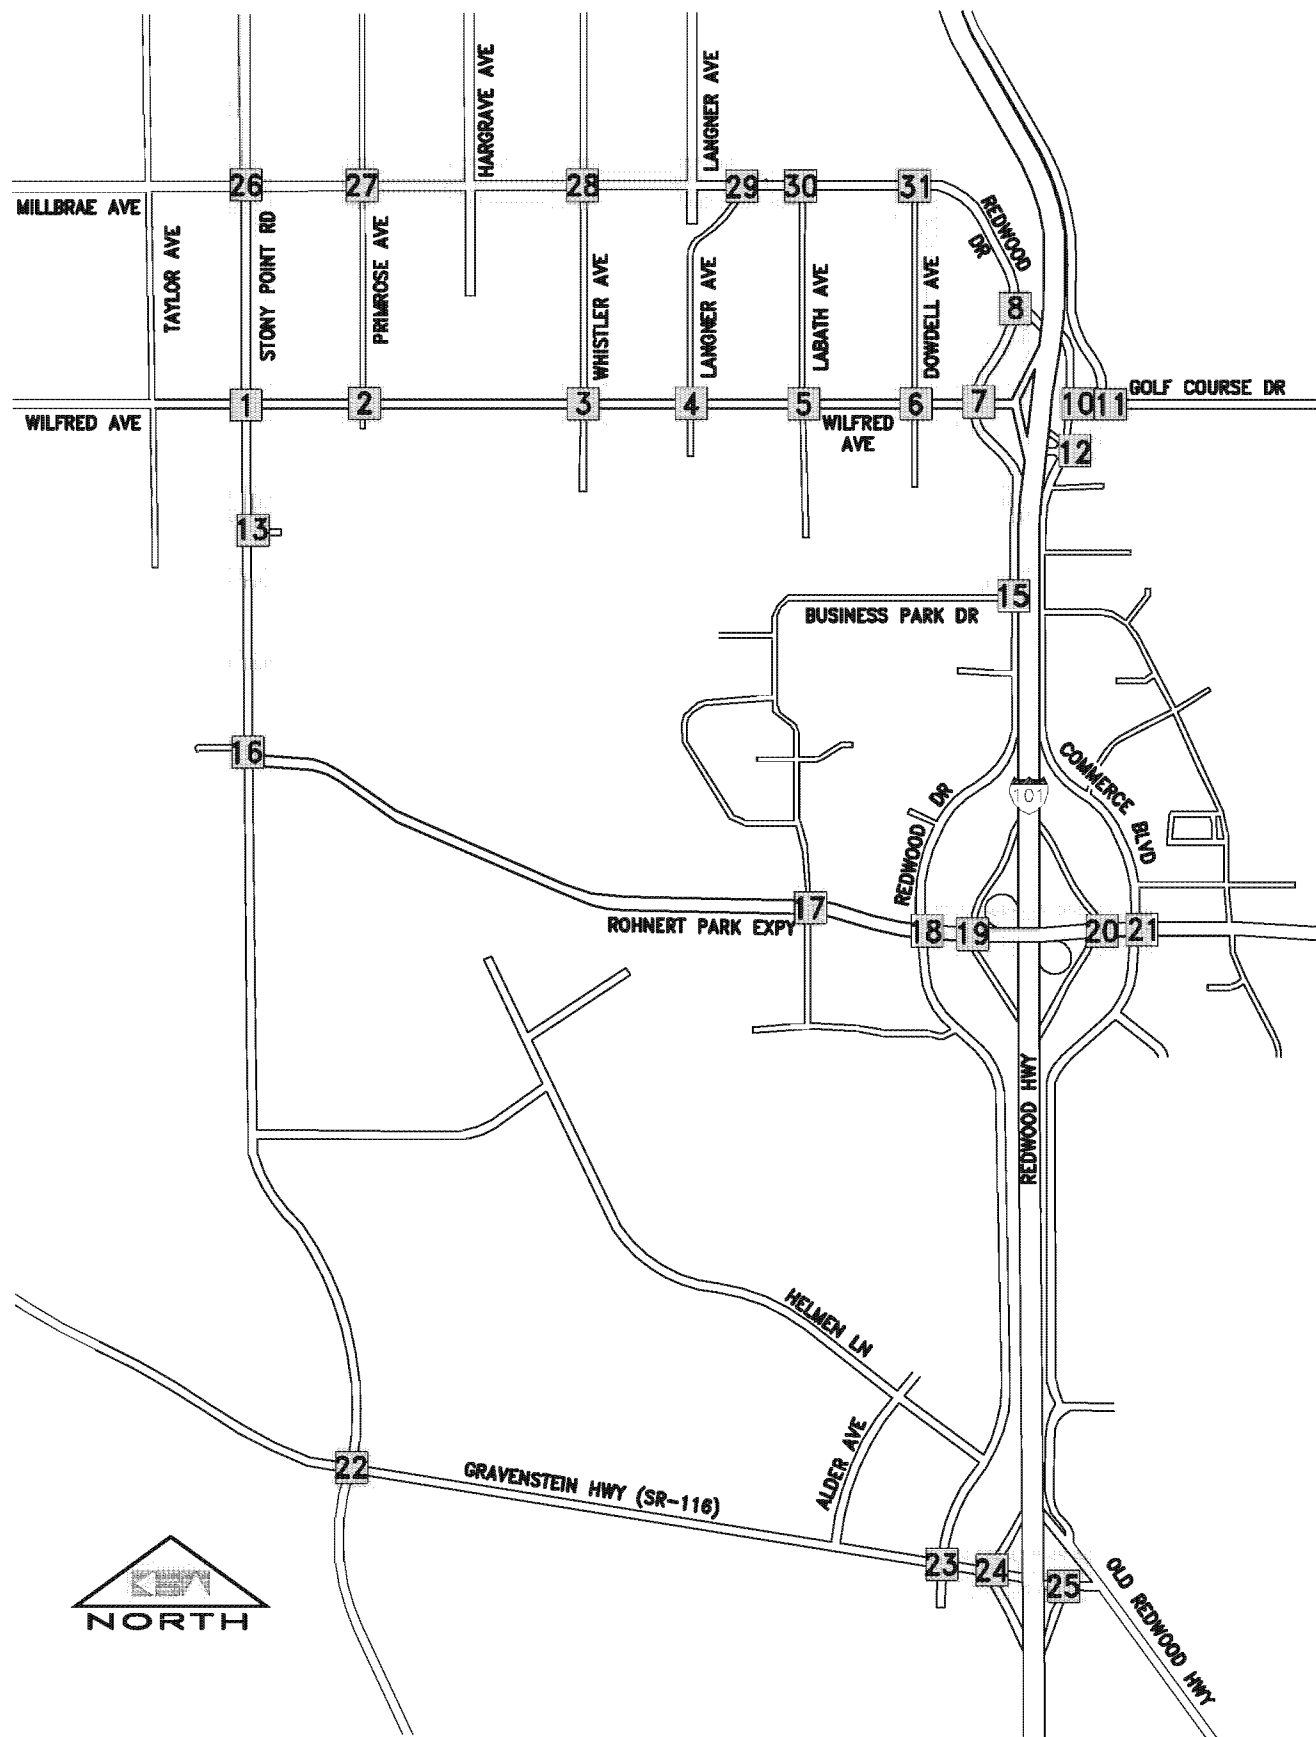 HARGRAVE AVE
LANGNER AVE
26
27
28
29
30
31
MILLBRAE AVE
TAYLOR AVE
STONY POINT RD
PRIMROSE AVE
WHISTLER AVE
LANGNER AVE
LABATH AVE
DOWDELL AVE
REDWOOD
DR
8
GOLF COURSE DR
1
2
3
4
5
6
7
10
11
WILFRED AVE
WILFRED
AVE
12
13
15
BUSINESS PARK DR
16
COMMERCE BLVD
101
REDWOOD DR
17
ROHNERT PARK EXPY
18
19
20
21
REDWOOD HWY
HELMEN LN
ALDER AVE
22
GRAVENSTEIN HWY (SR-116)
23
24
25
OLD REDWOOD HWY
NORTH